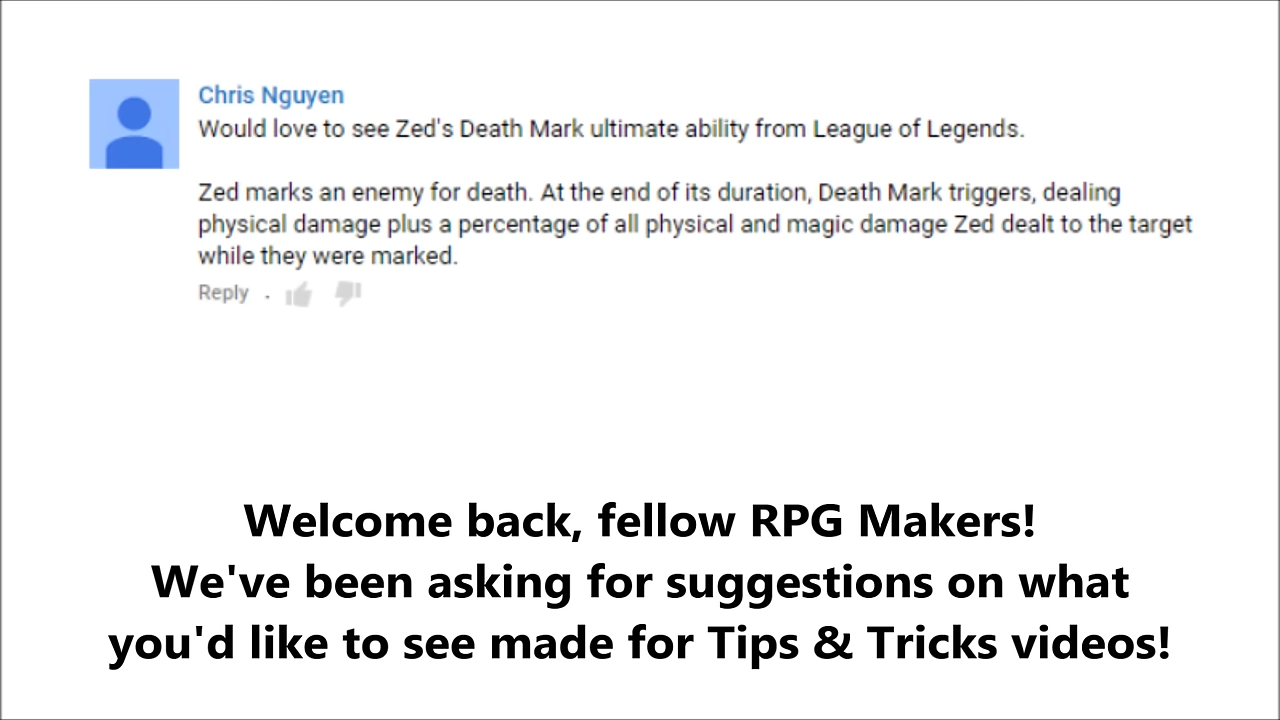 Chris Nguyen
Would love to see Zed's Death Mark ultimate ability from League of Legends.
Zed marks an enemy for death. At the end of its duration, Death Mark triggers, dealing
physical damage plus a percentage of all physical and magic damage Zed dealt to the target
while they were marked.
Reply .
Welcome back, fellow RPG Makers!
We've been asking for suggestions on what
you'd like to see made for Tips & Tricks videos!